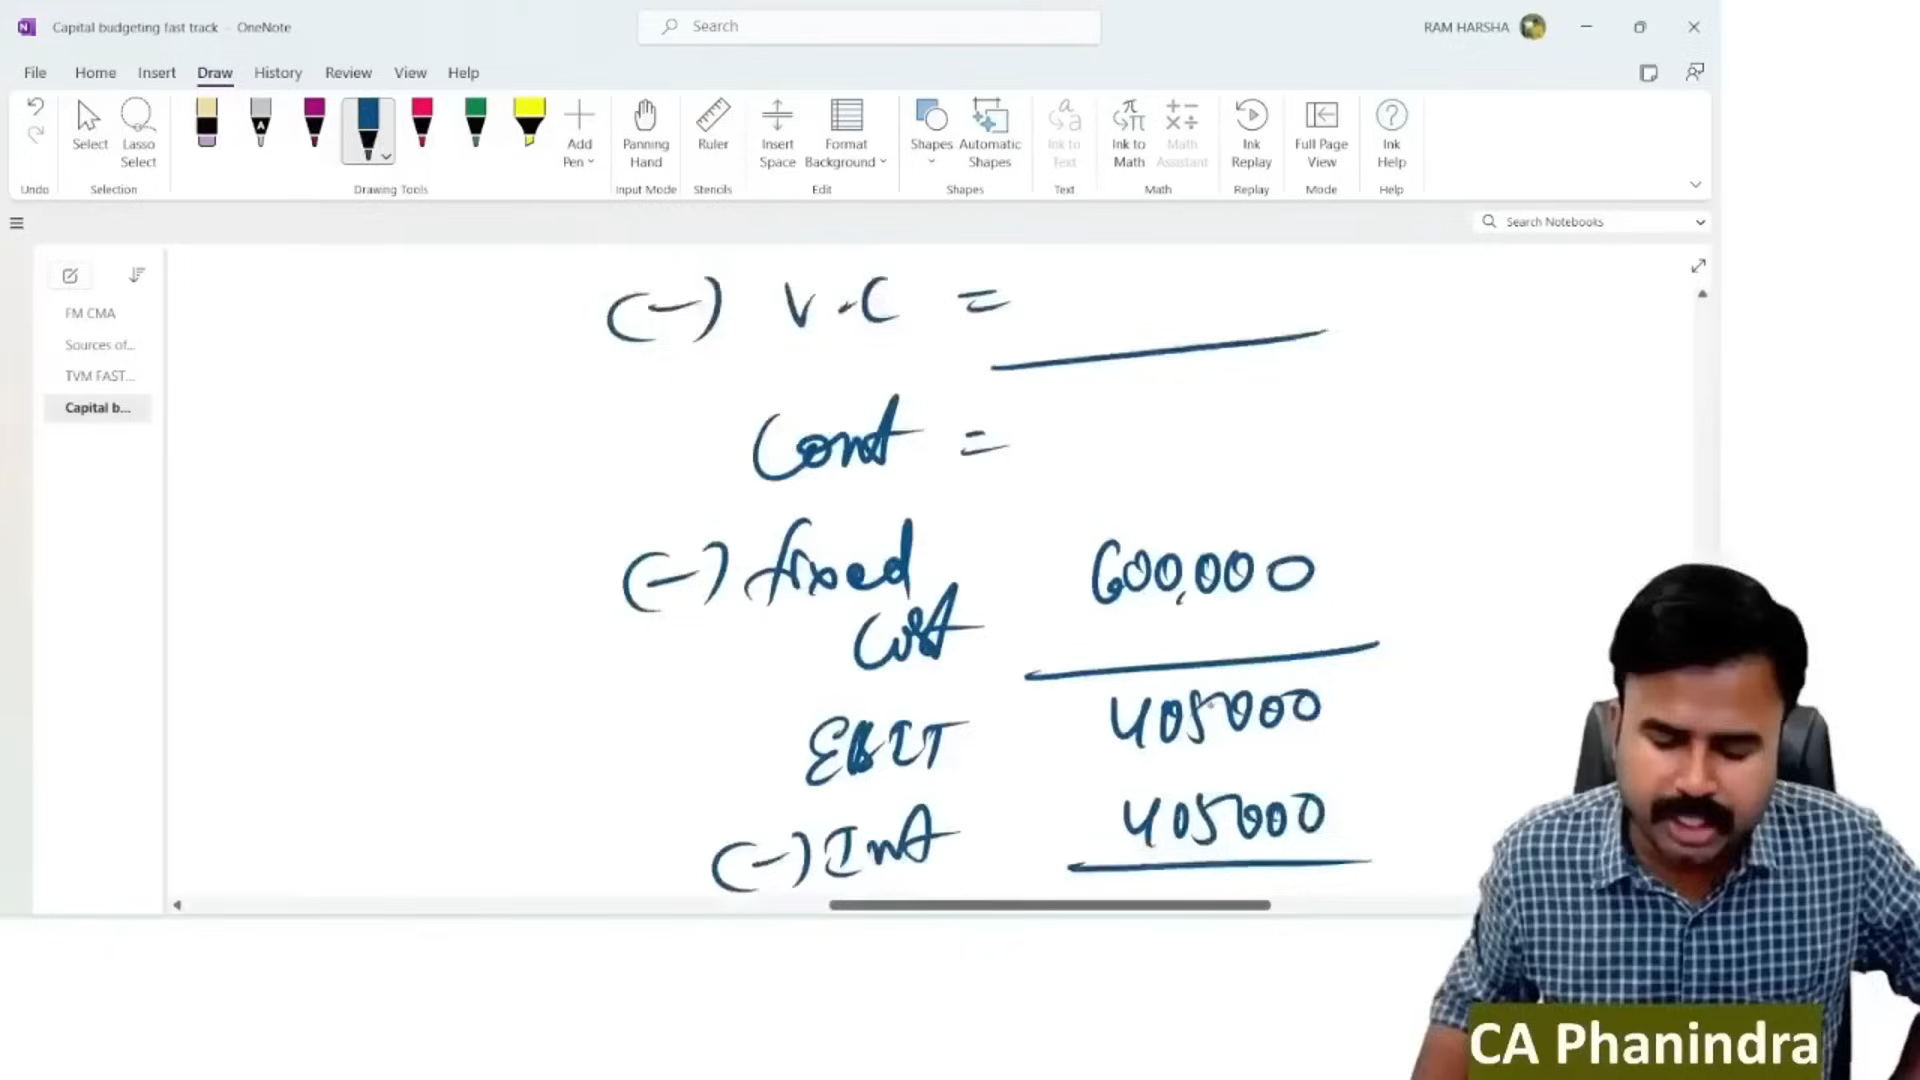 Capital budgeting fast track - OneNote
Search
RAM HARSHA
File Home Insert Draw History Review View Help
Undo
Select
Lasso Select
Selection
Drawing Tools
Add Pen
Panning Hand
Input Mode
Ruler
Stencils
Insert Space
Format Background
Edit
Shapes
Automatic Shapes
Shapes
Ink to Text
Text
Ink to Math
Math Assistant
Math
Ink Replay
Replay
Full Page View
Mode
Ink Help
Help
Search Notebooks
FM CMA
Sources of...
TVM FAST...
Capital b...
(-) V.C =
Cont =
(-) fixed 600,000
Cost
EBIT 405000
(-) Int 405000
CA Phanindra